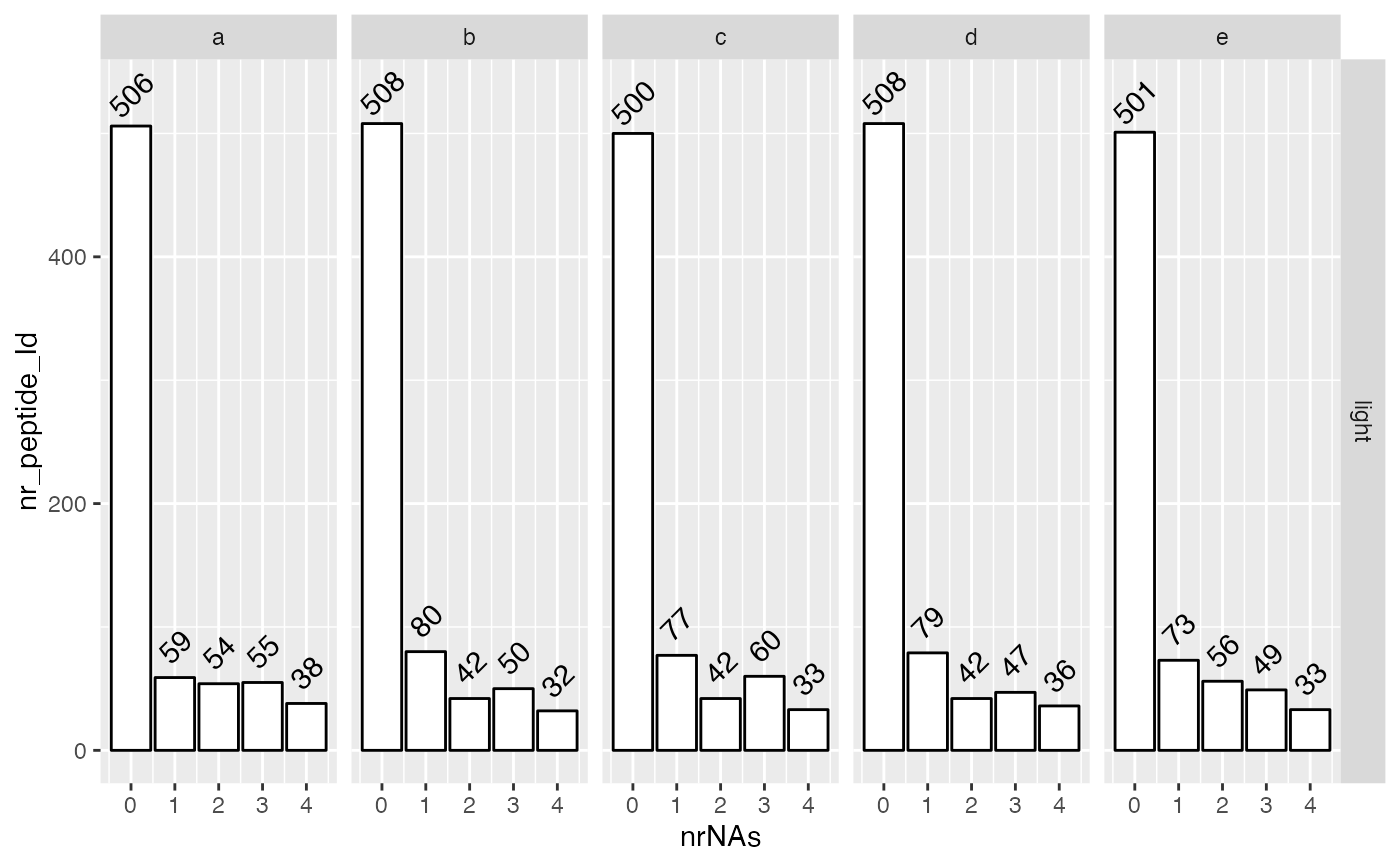 a b c d e
506 59 54 55 38
508 80 42 50 32
500 77 42 60 33
508 79 42 47 36
501 73 56 49 33
400
200
0
nr_peptide_Id
light
0 1 2 3 4 0 1 2 3 4 0 1 2 3 4 0 1 2 3 4 0 1 2 3 4
nrNAs